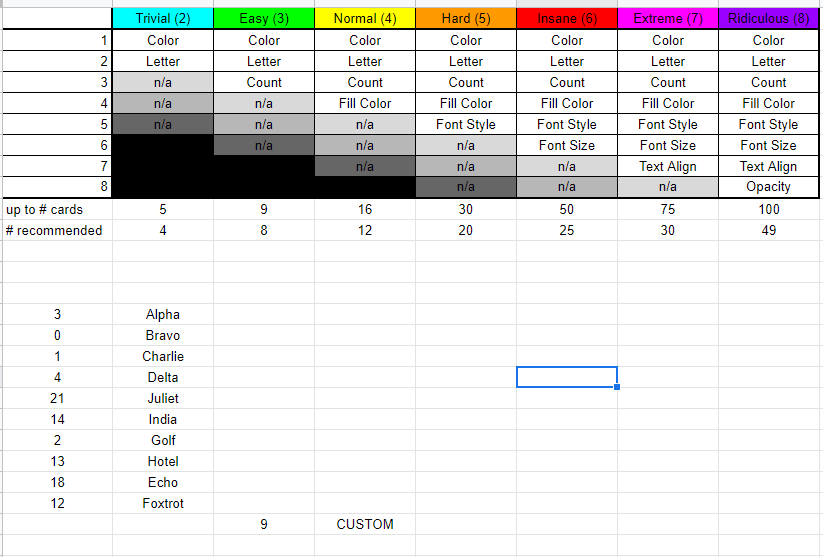 Trivial (2) Easy (3) Normal (4) Hard (5) Insane (6) Extreme (7) Ridiculous (8)
1 Color Color Color Color Color Color Color
2 Letter Letter Letter Letter Letter Letter Letter
3 n/a Count Count Count Count Count Count
4 n/a n/a Fill Color Fill Color Fill Color Fill Color Fill Color
5 n/a n/a n/a Font Style Font Style Font Style Font Style
6 n/a n/a n/a Font Size Font Size Font Size
7 n/a n/a n/a Text Align Text Align
8 n/a n/a n/a Opacity
up to # cards 5 9 16 30 50 75 100
# recommended 4 8 12 20 25 30 49
3 Alpha
0 Bravo
1 Charlie
4 Delta
21 Juliet
14 India
2 Golf
13 Hotel
18 Echo
12 Foxtrot
9 CUSTOM